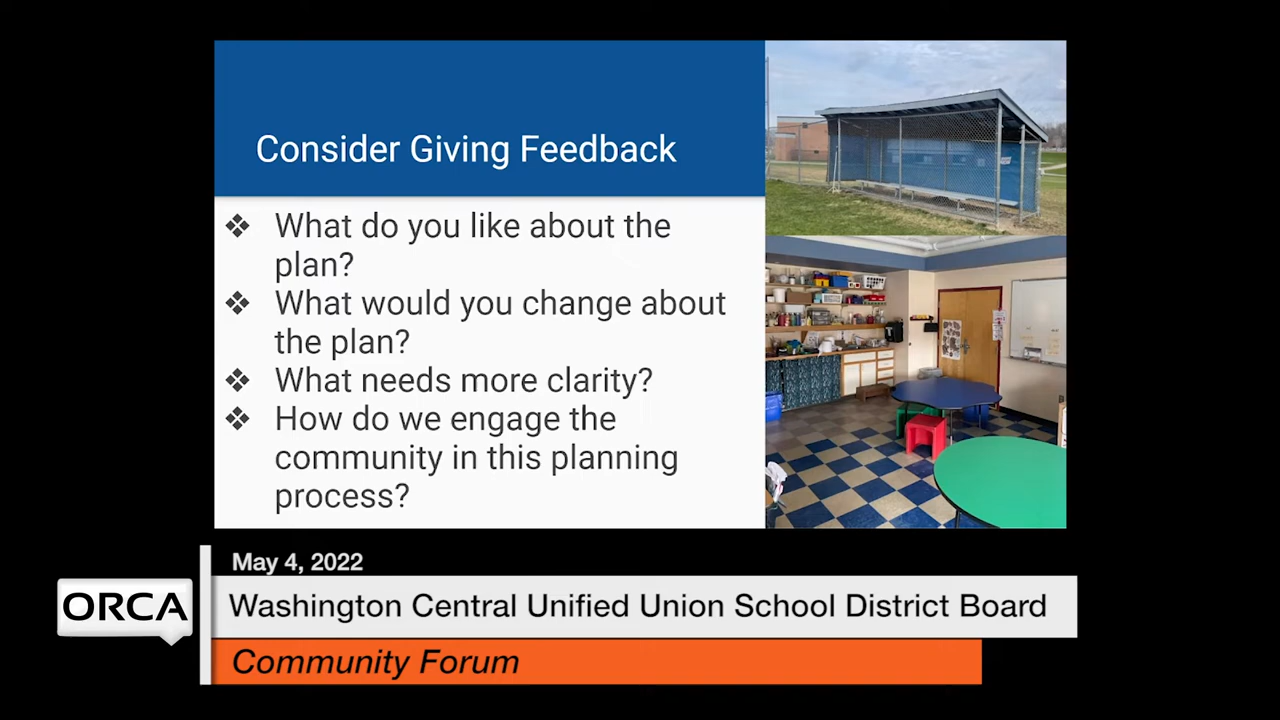 Consider Giving Feedback
❖ What do you like about the
plan?
❖ What would you change about
the plan?
❖ What needs more clarity?
❖ How do we engage the
community in this planning
process?
May 4, 2022
ORCA
Washington Central Unified Union School District Board
Community Forum